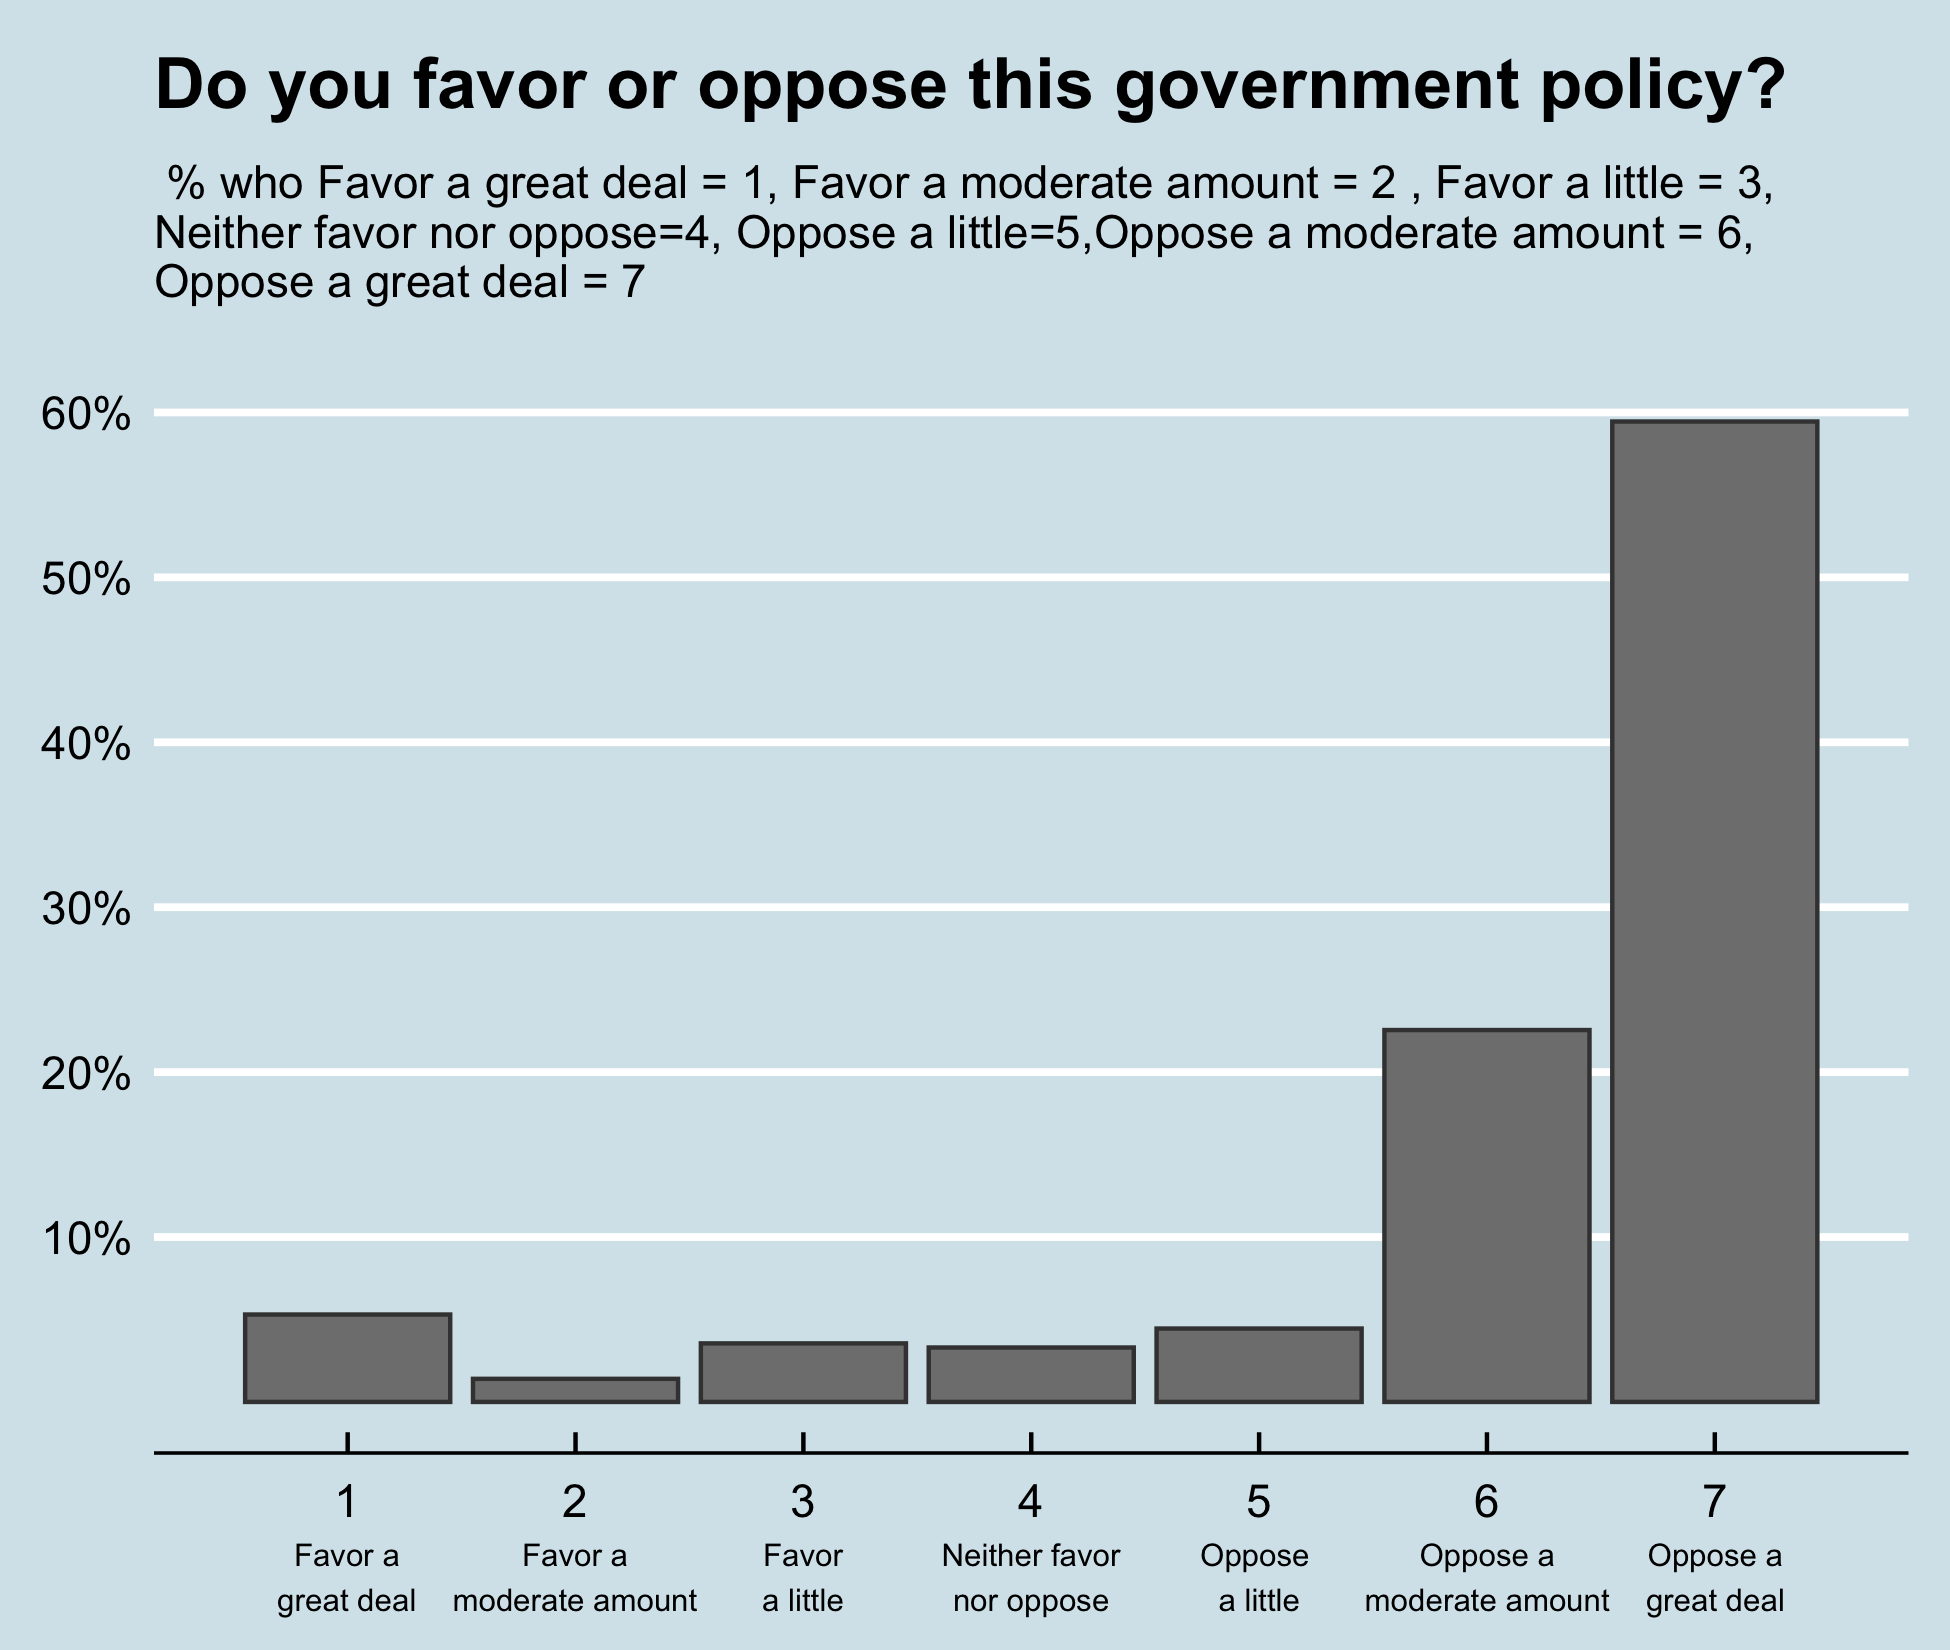 Do you favor or oppose this government policy?
% who Favor a great deal = 1, Favor a moderate amount = 2 , Favor a little = 3,
Neither favor nor oppose=4, Oppose a little=5,Oppose a moderate amount = 6,
Oppose a great deal = 7
60%
50%
40%
30%
20%
10%
1 2 3 4 5 6 7
Favor a Favor a Favor Neither favor Oppose Oppose a Oppose a
great deal moderate amount a little nor oppose a little moderate amount great deal